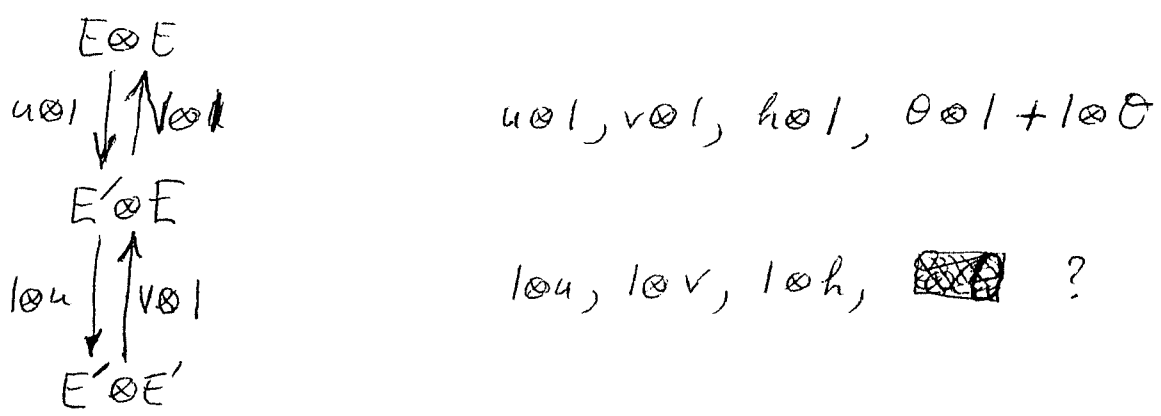 E⊗E
u⊗1 v⊗1 u⊗1, v⊗1, h⊗1, θ⊗1 + 1⊗θ
E′⊗E
1⊗u v⊗1 1⊗u, 1⊗v, 1⊗h, ?
E′⊗E′